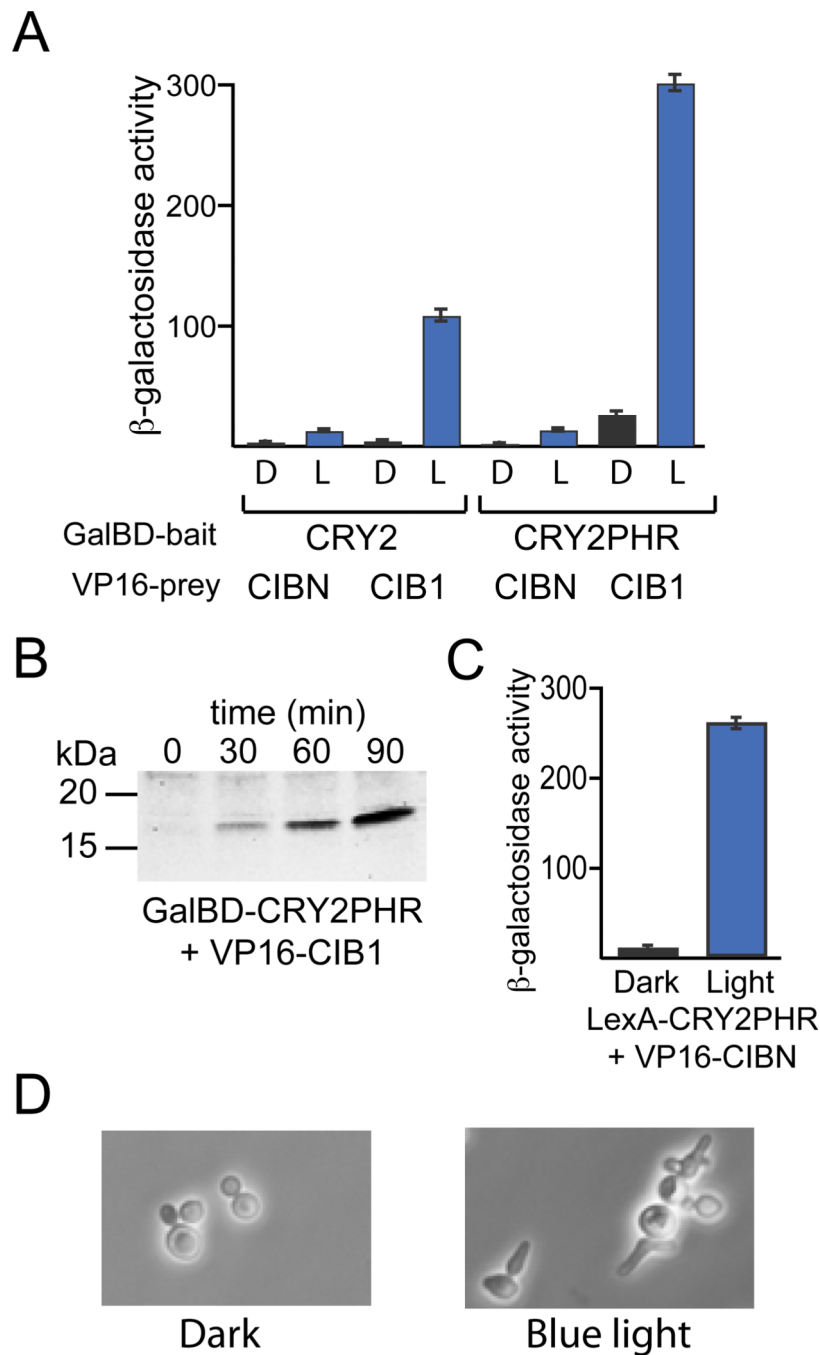 A
β-galactosidase activity
300
200
100
D L D L D L D L
GalBD-bait CRY2 CRY2PHR
VP16-prey CIBN CIB1 CIBN CIB1
B
time (min)
kDa 0 30 60 90
20
15
GalBD-CRY2PHR
+ VP16-CIB1
C
β-galactosidase activity
300
200
100
Dark Light
LexA-CRY2PHR
+ VP16-CIBN
D
Dark Blue light